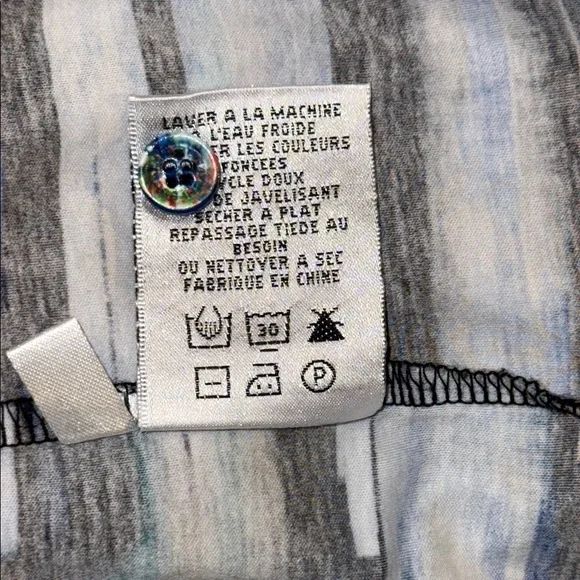 LAVER A LA MACHINE
L'EAU FROIDE
LES COULEURS
FONCEES
DOUX
DE JAVELISANT
SECHER A PLAT
REPASSAGE TIEDE AU
BESOIN
OU NETTOYER A SEC
FABRIQUE EN CHINE
30
P